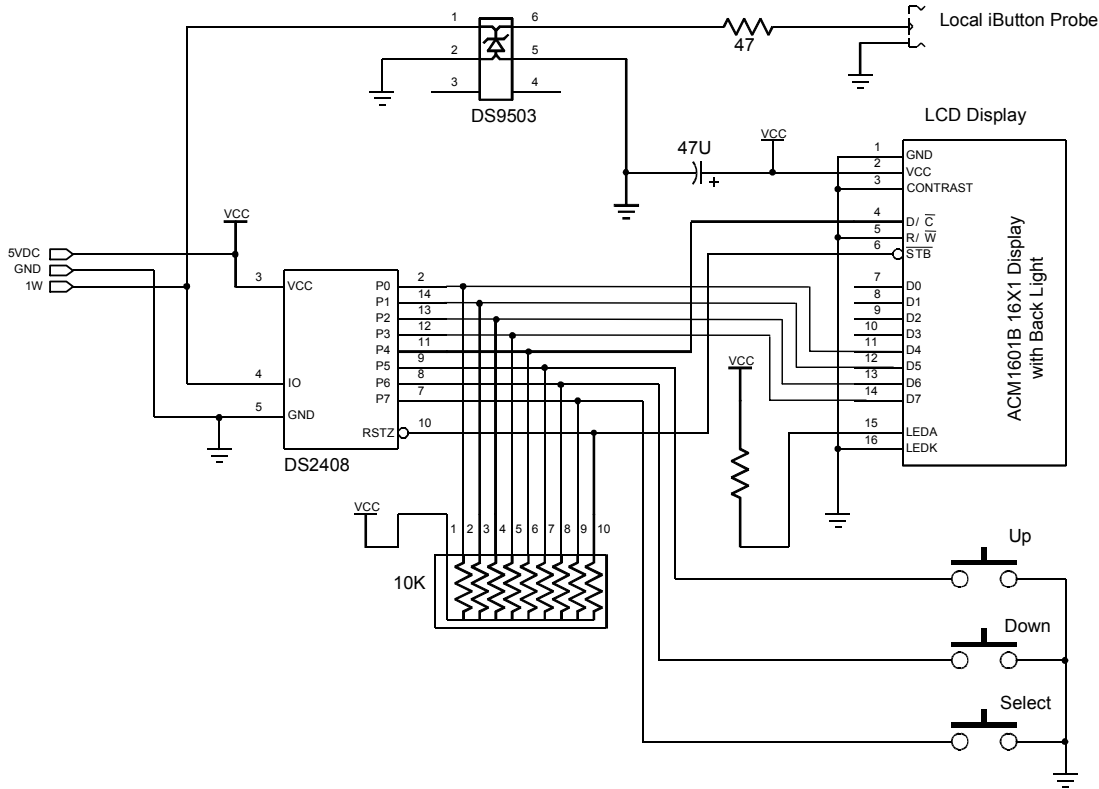 1
6
Local iButton Probe
47
2
5
3
4
DS9503
LCD Display
47U
+
VCC
1
GND
2
VCC
3
CONTRAST
4
D/ C
5
R/ W
6
STB
7
D0
8
D1
9
D2
10
D3
11
D4
12
D5
13
D6
14
D7
15
LEDA
16
LEDK
ACM1601B 16X1 Display
with Back Light
VCC
5VDC
GND
1W
3
VCC
4
IO
5
GND
P0
2
P1
14
P2
13
P3
12
P4
11
P5
9
P6
8
P7
7
RSTZ
10
DS2408
VCC
VCC
1 2 3 4 5 6 7 8 9 10
10K
Up
Down
Select